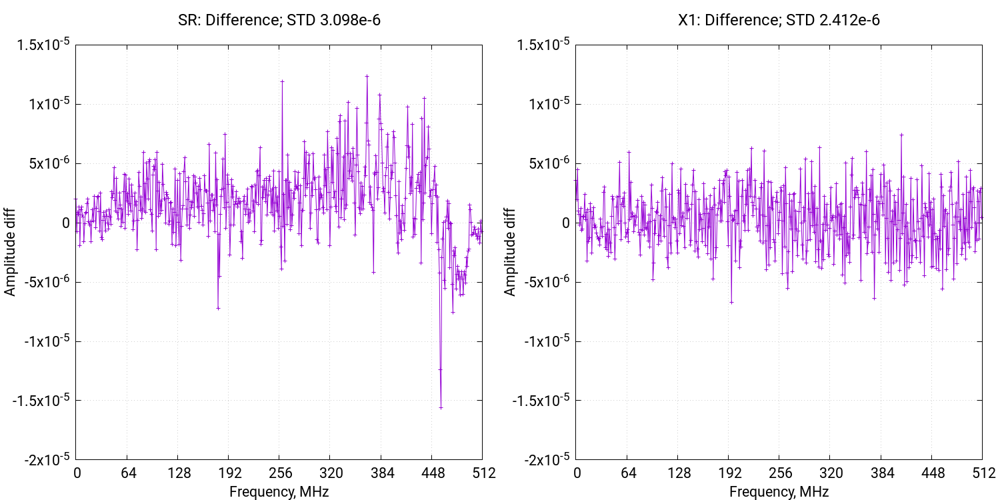 SR: Difference; STD 3.098e-6
1.5x10-5
1x10-5
5x10-6
0
-5x10-6
-1x10-5
-1.5x10-5
-2x10-5
Amplitude diff
0 64 128 192 256 320 384 448 512
Frequency, MHz
X1: Difference; STD 2.412e-6
1.5x10-5
1x10-5
5x10-6
0
-5x10-6
-1x10-5
-1.5x10-5
-2x10-5
Amplitude diff
0 64 128 192 256 320 384 448 512
Frequency, MHz